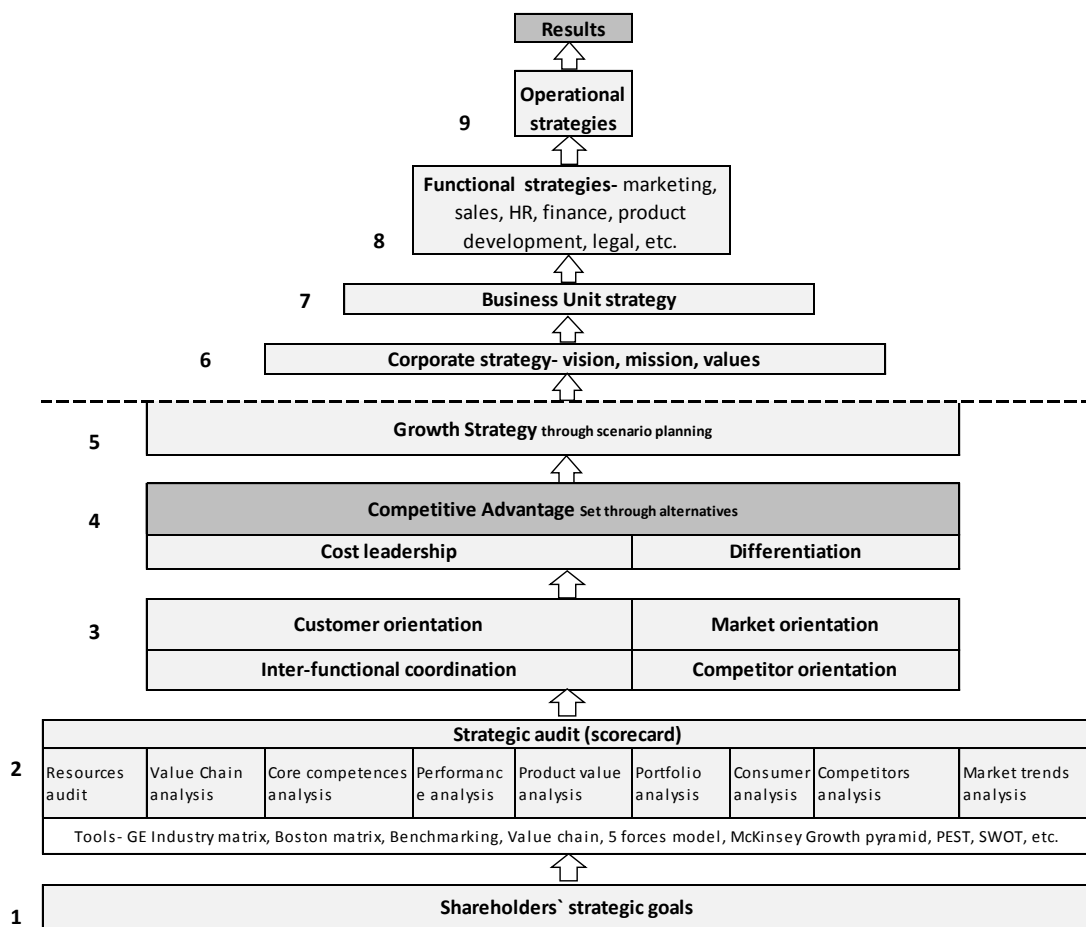 Results
Operational
strategies
9
Functional strategies- marketing,
sales, HR, finance, product
development, legal, etc.
8
7
Business Unit strategy
6
Corporate strategy- vision, mission, values
5
Growth Strategy through scenario planning
4
Competitive Advantage Set through alternatives
Cost leadership
Differentiation
3
Customer orientation
Market orientation
Inter-functional coordination
Competitor orientation
Strategic audit (scorecard)
2
Resources
audit
Value Chain
analysis
Core competences
analysis
Performanc
e analysis
Product value
analysis
Portfolio
analysis
Consumer
analysis
Competitors
analysis
Market trends
analysis
Tools- GE Industry matrix, Boston matrix, Benchmarking, Value chain, 5 forces model, McKinsey Growth pyramid, PEST, SWOT, etc.
1
Shareholders` strategic goals